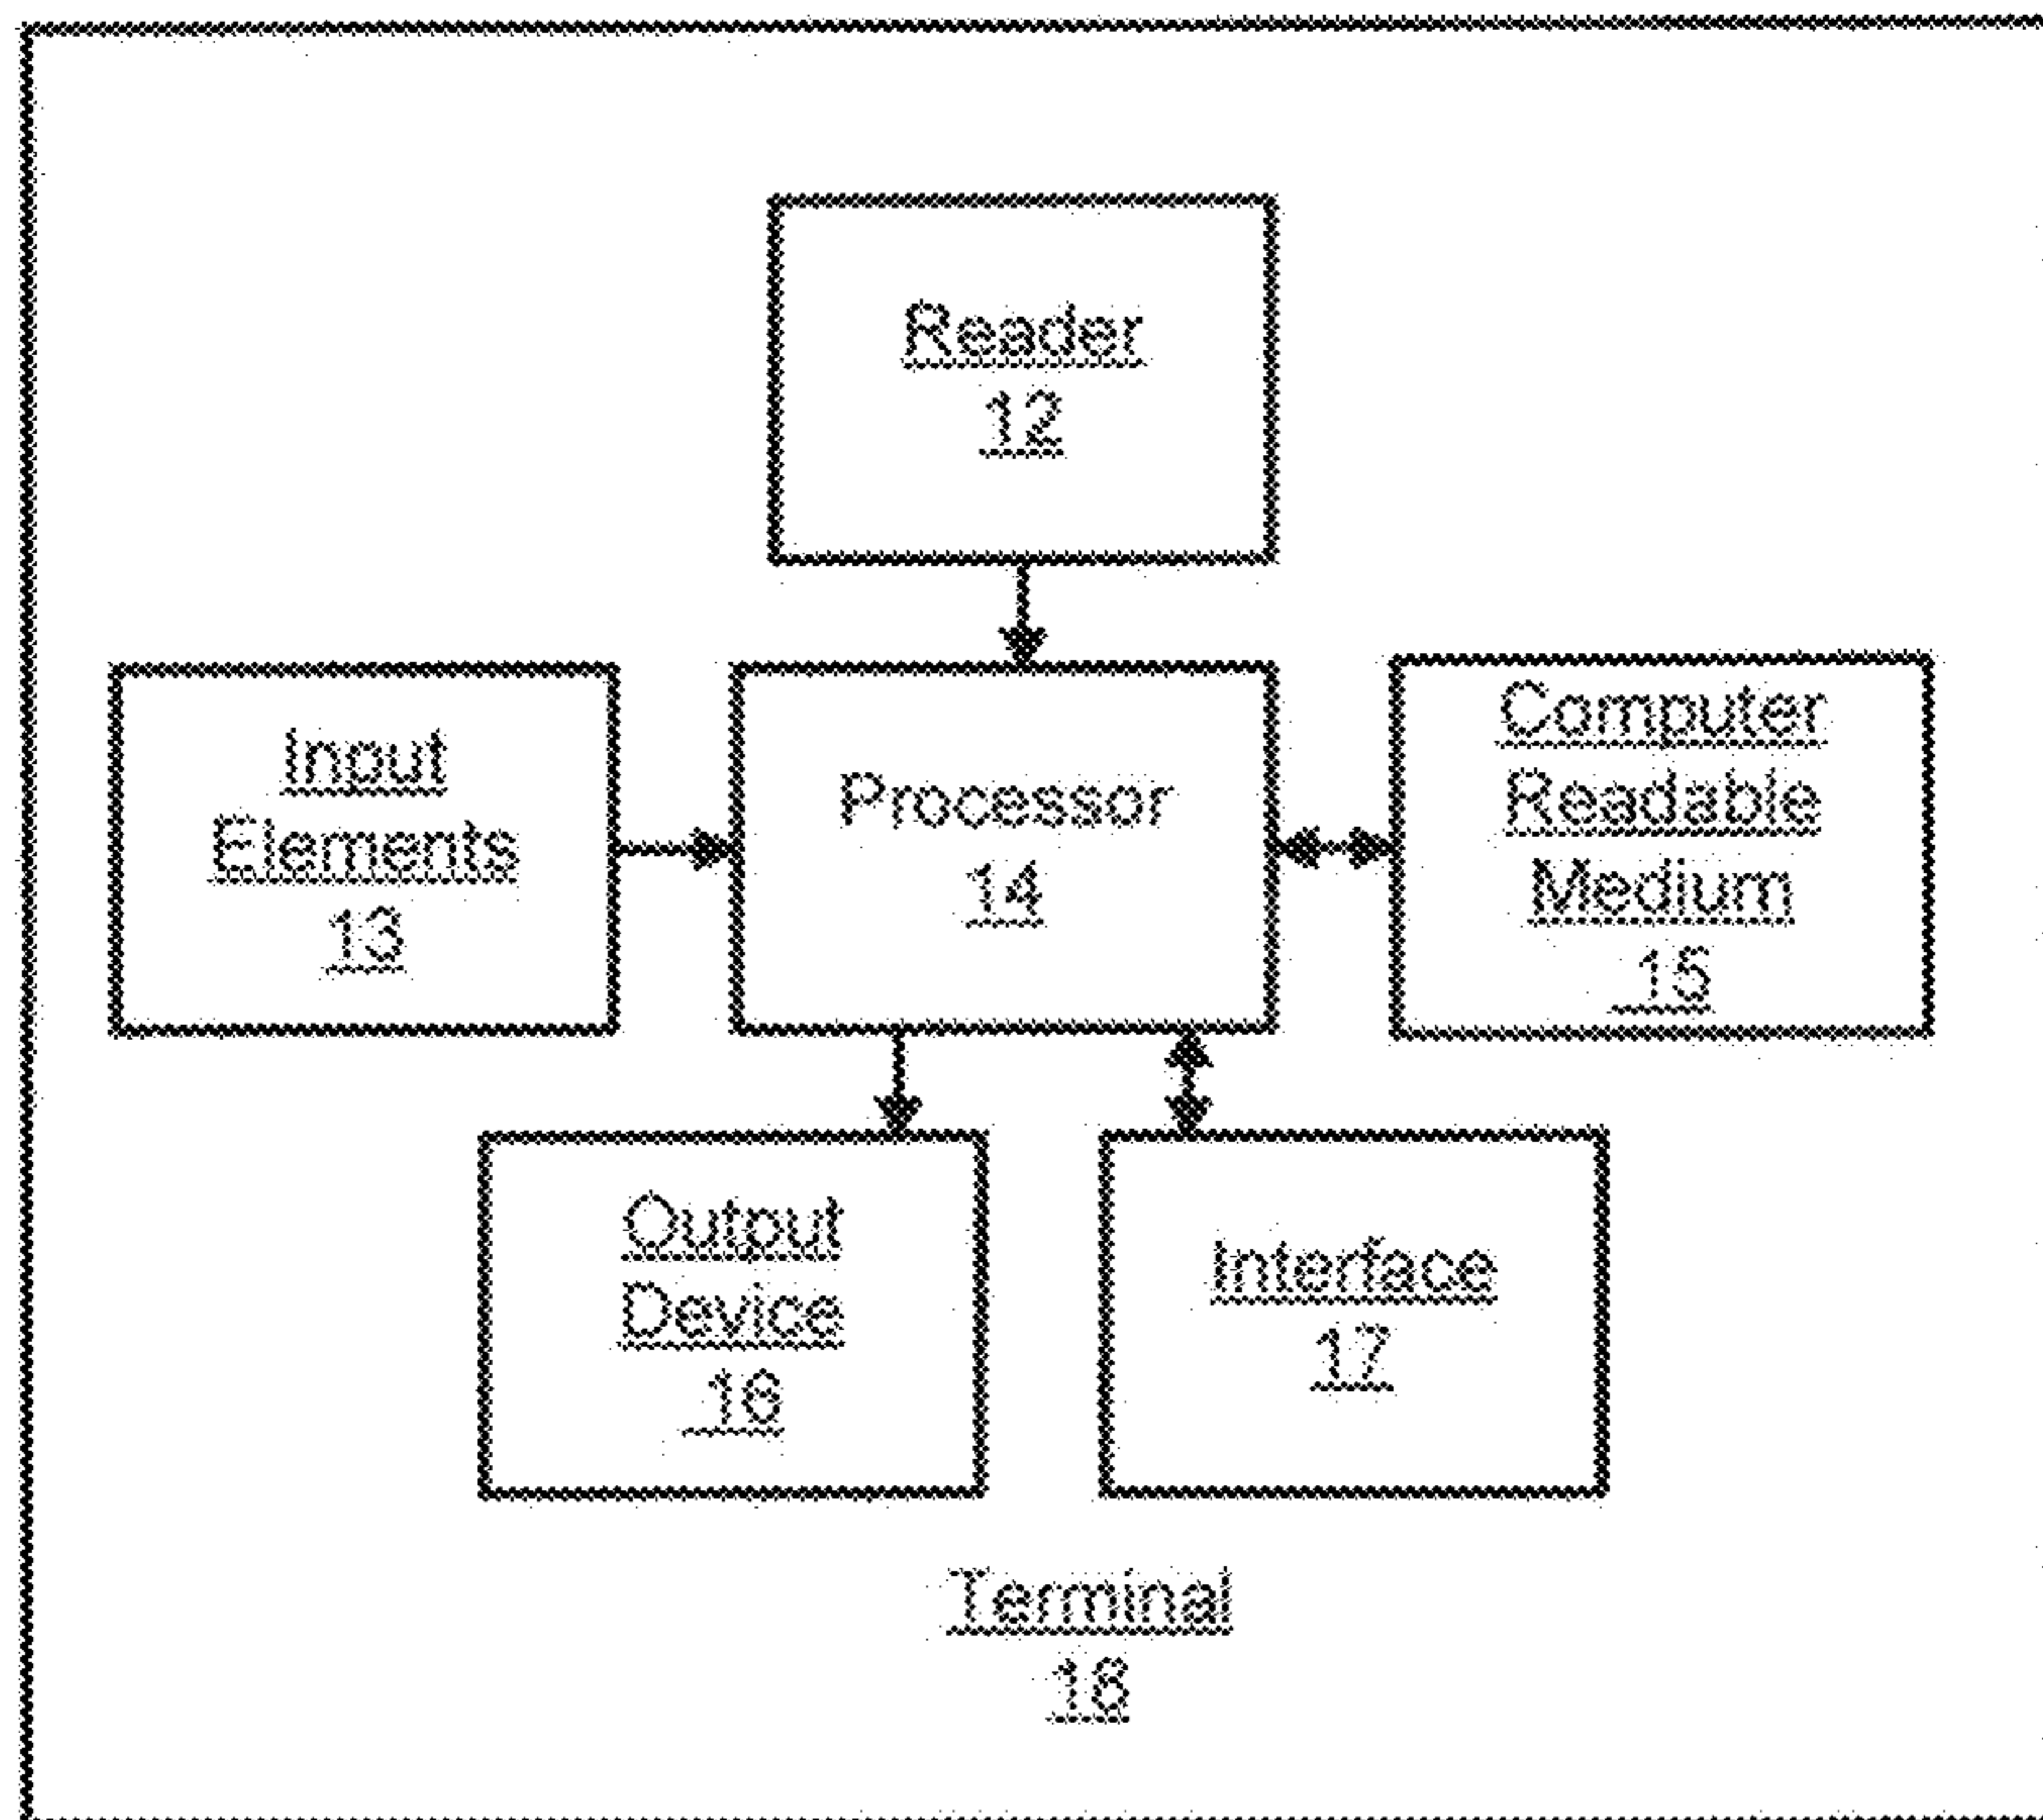 Reader
12
Input
Elements
13
Processor
14
Computer
Readable
Medium
15
Output
Device
16
Interface
17
Terminal
18